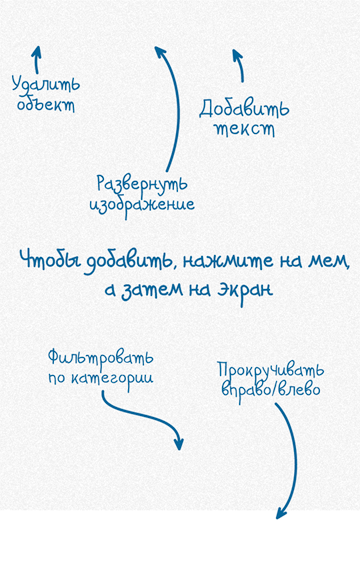 Удалить
объект
Добавить
текст
Развернуть
изображение
Чтобы добавить, нажмите на мем,
а затем на экран
Фильтровать
по категории
Прокручивать
вправо/влево